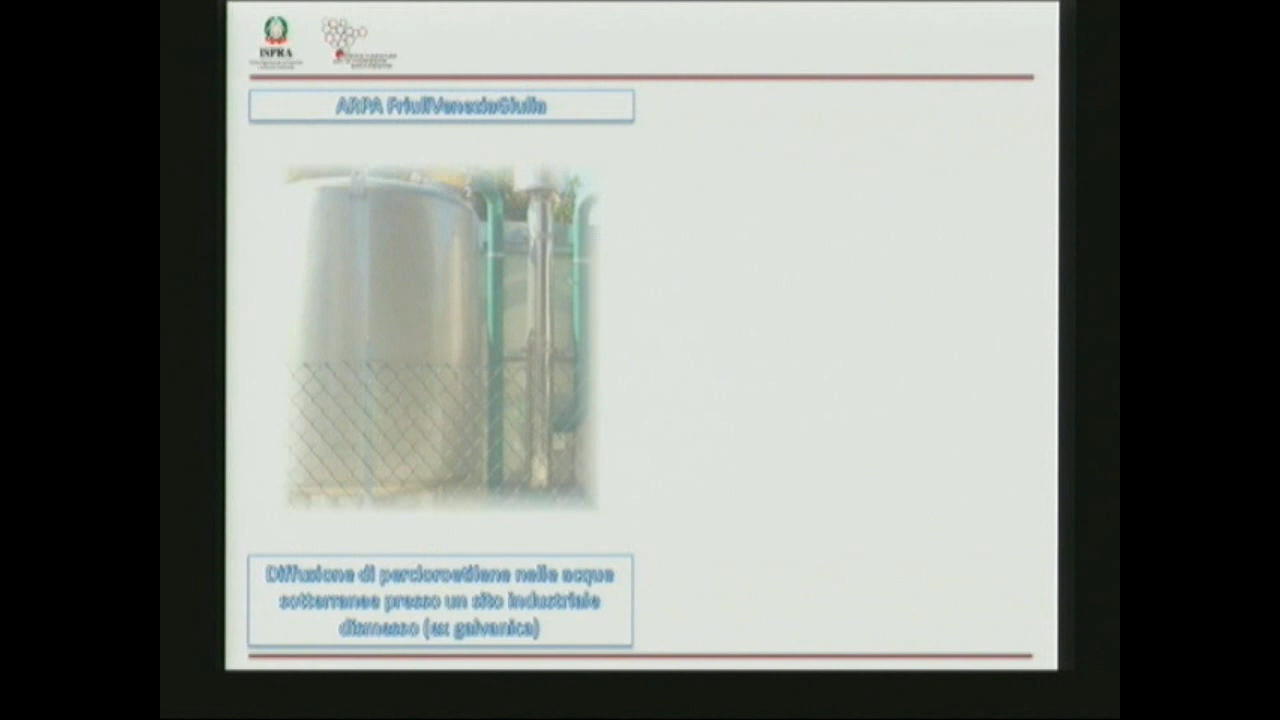 ISPRA
ARPA FriuliVeneziaGiulia
Diffusione di percloroetilene nelle acque
sotterranee presso un sito industriale
dismesso (ex galvanica)